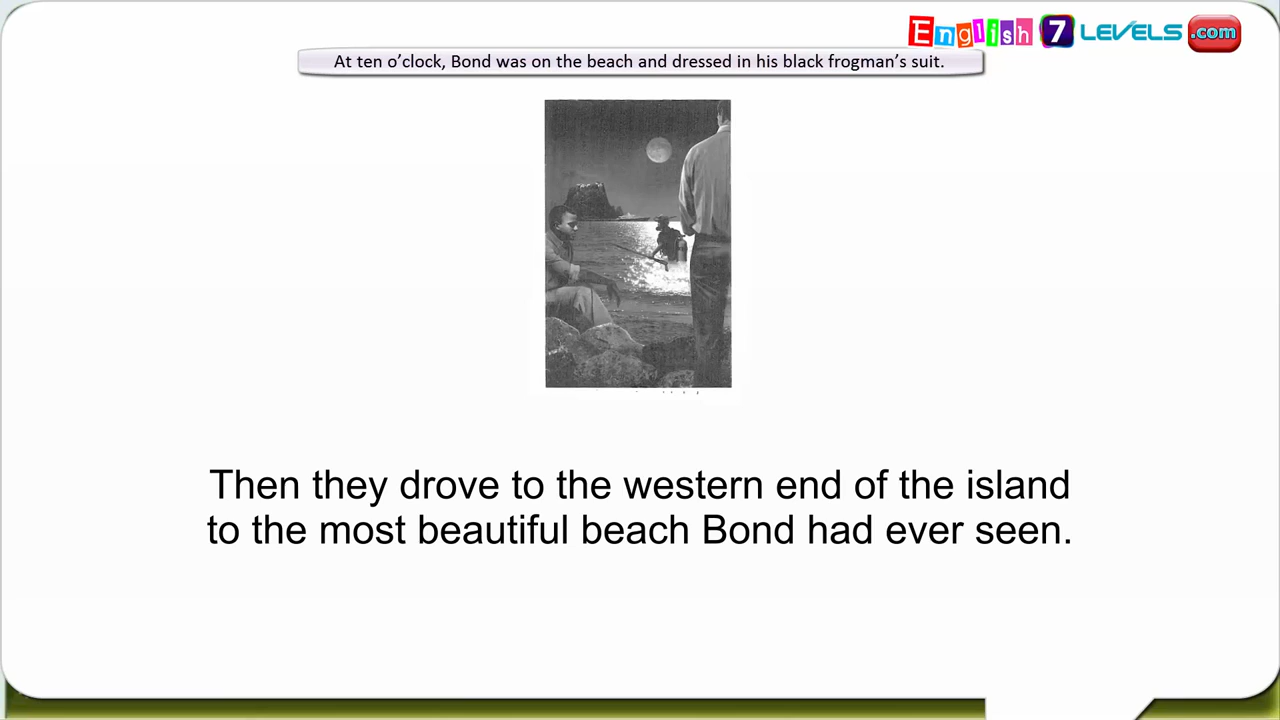 English 7 LEVELS .com
At ten o’clock, Bond was on the beach and dressed in his black frogman’s suit.
Then they drove to the western end of the island
to the most beautiful beach Bond had ever seen.